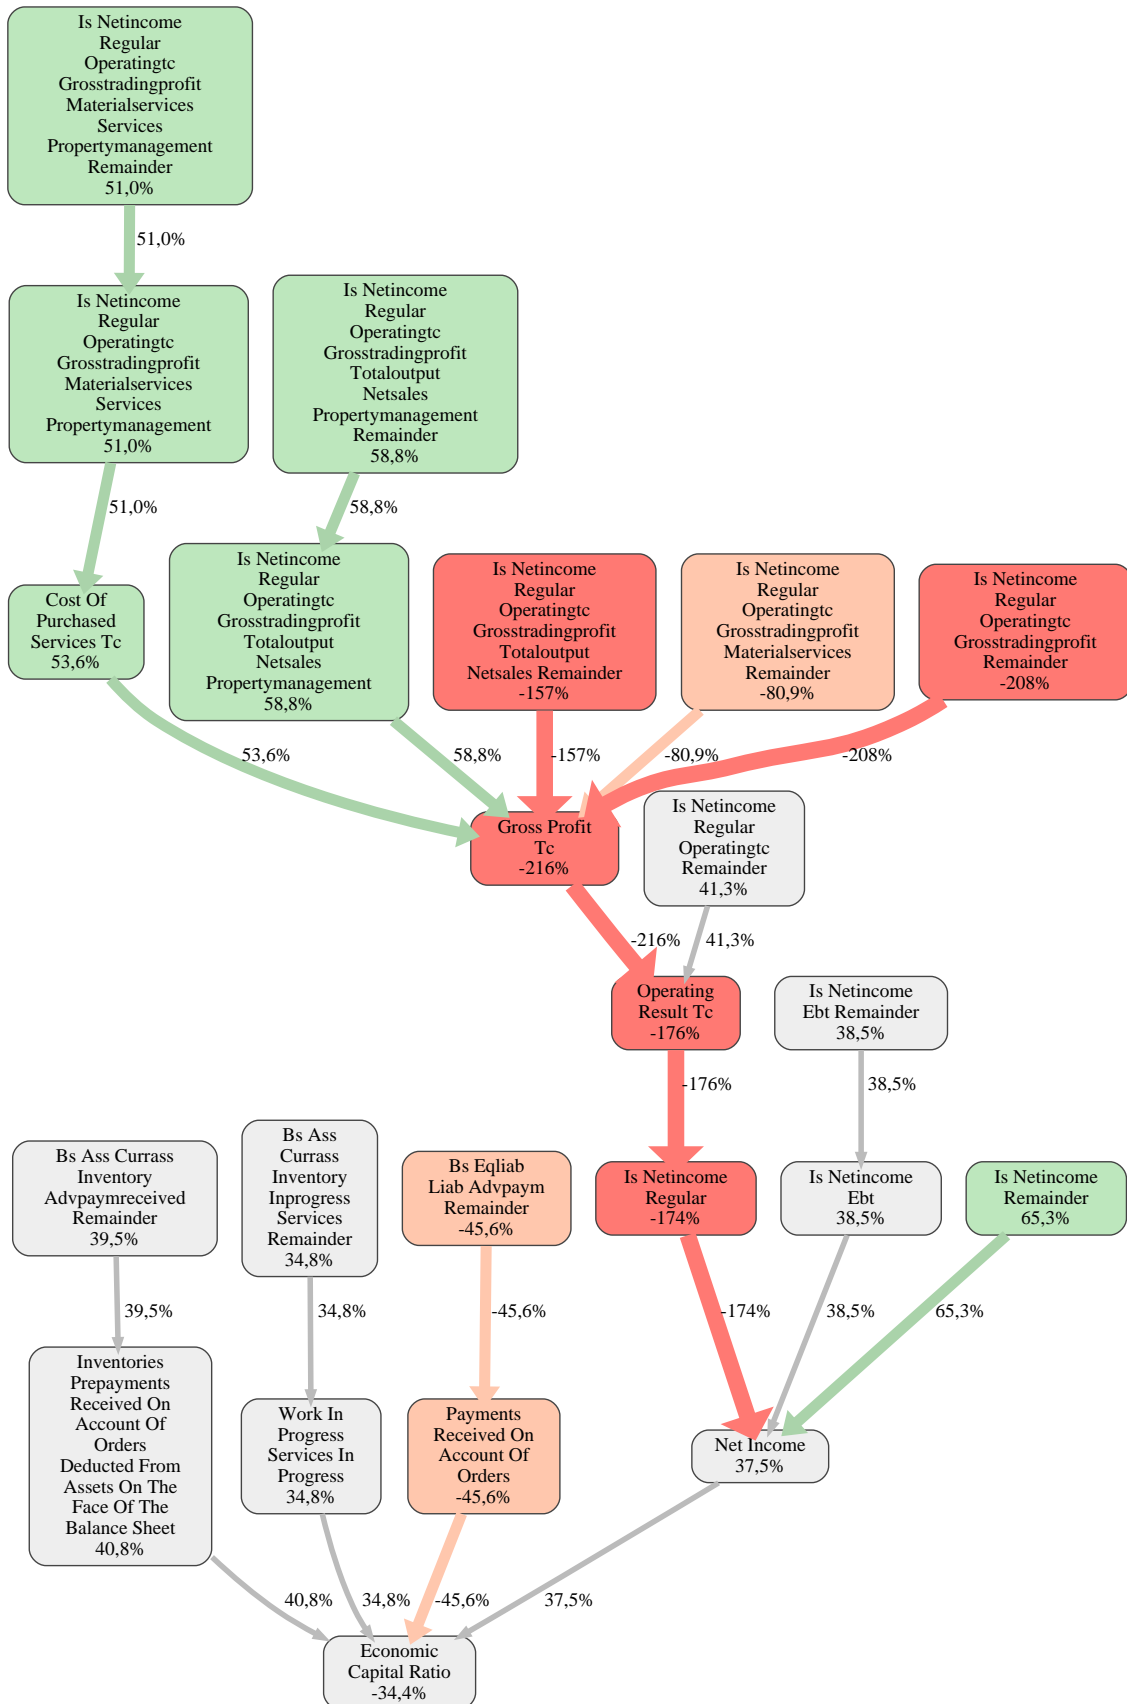 Is Netincome
Regular
Operatingtc
Grosstradingprofit
Materialservices
Services
Propertymanagement
Remainder
51,0%
51,0%
Is Netincome
Regular
Operatingtc
Grosstradingprofit
Materialservices
Services
Propertymanagement
51,0%
Is Netincome
Regular
Operatingtc
Grosstradingprofit
Totaloutput
Netsales
Propertymanagement
Remainder
58,8%
51,0%
58,8%
Cost Of
Purchased
Services Tc
53,6%
Is Netincome
Regular
Operatingtc
Grosstradingprofit
Totaloutput
Netsales
Propertymanagement
58,8%
Is Netincome
Regular
Operatingtc
Grosstradingprofit
Totaloutput
Netsales Remainder
-157%
Is Netincome
Regular
Operatingtc
Grosstradingprofit
Materialservices
Remainder
-80,9%
Is Netincome
Regular
Operatingtc
Grosstradingprofit
Remainder
-208%
53,6%
58,8%
-157%
-80,9%
-208%
Gross Profit
Tc
-216%
Is Netincome
Regular
Operatingtc
Remainder
41,3%
-216%
41,3%
Operating
Result Tc
-176%
Is Netincome
Ebt Remainder
38,5%
-176%
38,5%
Bs Ass Currass
Inventory
Advpaymreceived
Remainder
39,5%
Bs Ass
Currass
Inventory
Inprogress
Services
Remainder
34,8%
Bs Eqliab
Liab Advpaym
Remainder
-45,6%
Is Netincome
Regular
-174%
Is Netincome
Ebt
38,5%
Is Netincome
Remainder
65,3%
39,5%
34,8%
-45,6%
-174%
38,5%
65,3%
Inventories
Prepayments
Received On
Account Of
Orders
Deducted From
Assets On The
Face Of The
Balance Sheet
40,8%
Work In
Progress
Services In
Progress
34,8%
Payments
Received On
Account Of
Orders
-45,6%
Net Income
37,5%
40,8%
34,8%
-45,6%
37,5%
Economic
Capital Ratio
-34,4%